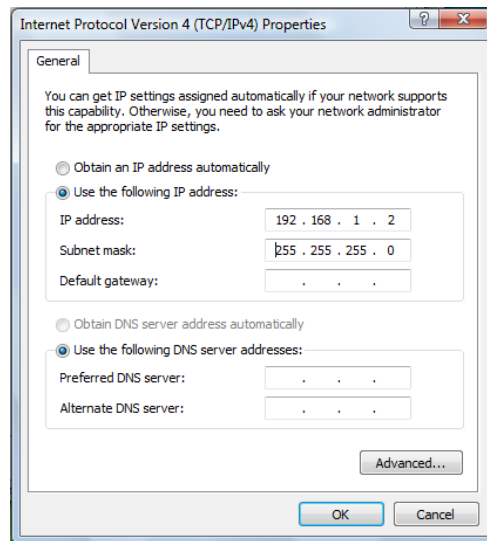 Internet Protocol Version 4 (TCP/IPv4) Properties
General
You can get IP settings assigned automatically if your network supports
this capability. Otherwise, you need to ask your network administrator
for the appropriate IP settings.
Obtain an IP address automatically
Use the following IP address:
IP address: 192 . 168 . 1 . 2
Subnet mask: 255 . 255 . 255 . 0
Default gateway: . . .
Obtain DNS server address automatically
Use the following DNS server addresses:
Preferred DNS server: . . .
Alternate DNS server: . . .
Advanced...
OK Cancel